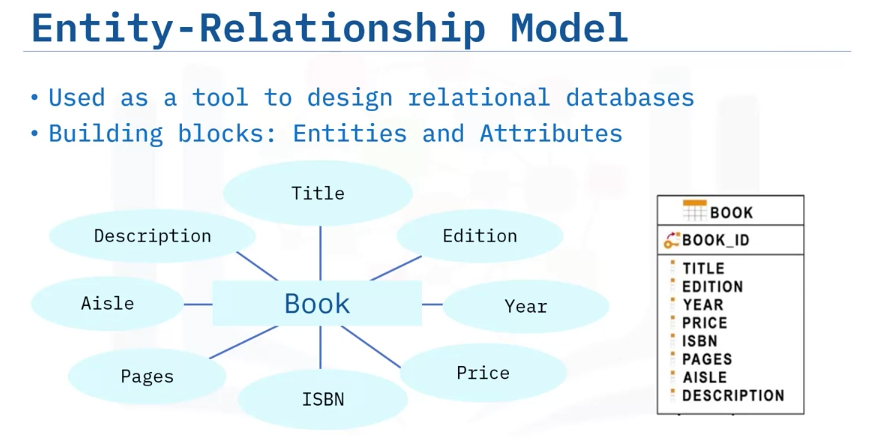 Entity-Relationship Model
• Used as a tool to design relational databases
• Building blocks: Entities and Attributes
Title
Description
Edition
Aisle
Book
Year
Pages
Price
ISBN
BOOK
BOOK_ID
TITLE
EDITION
YEAR
PRICE
ISBN
PAGES
AISLE
DESCRIPTION